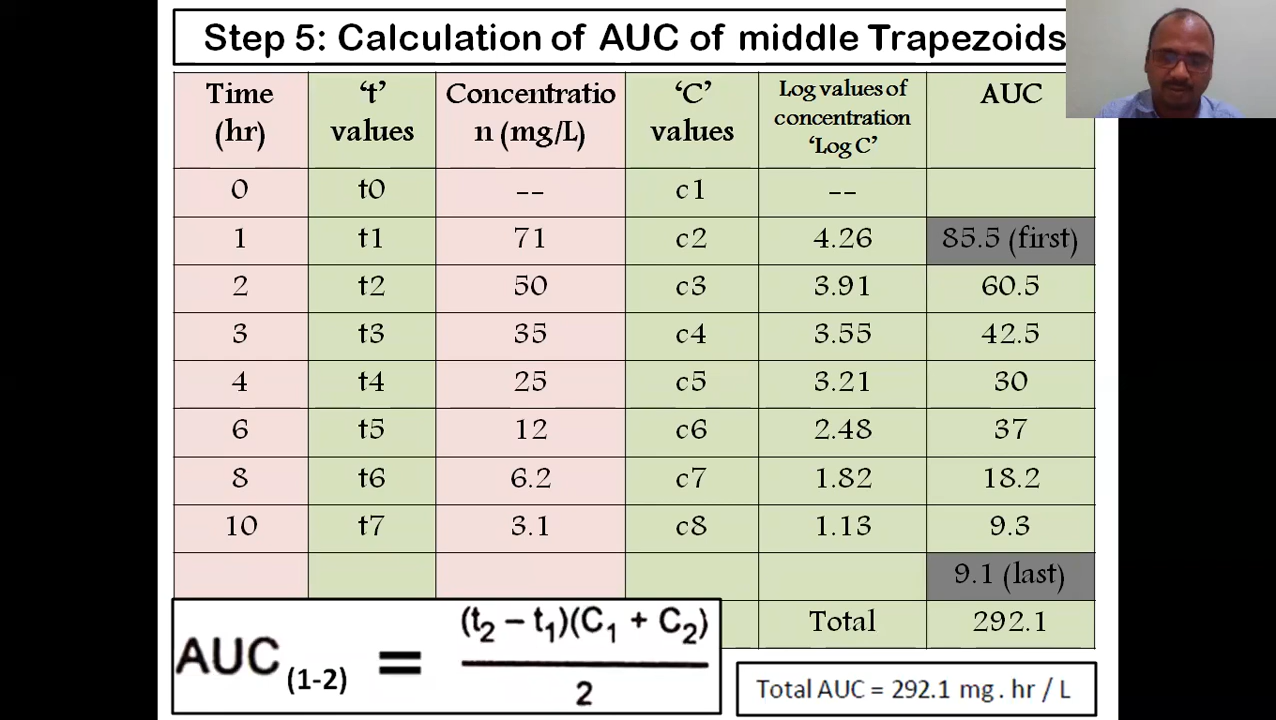 Step 5: Calculation of AUC of middle Trapezoids
Time (hr) ‘t’ values Concentratio n (mg/L) ‘C’ values Log values of concentration ‘Log C’ AUC
0 t0 -- c1 --
1 t1 71 c2 4.26 85.5 (first)
2 t2 50 c3 3.91 60.5
3 t3 35 c4 3.55 42.5
4 t4 25 c5 3.21 30
6 t5 12 c6 2.48 37
8 t6 6.2 c7 1.82 18.2
10 t7 3.1 c8 1.13 9.3
9.1 (last)
Total 292.1
AUC (1-2) = (t2 – t1)(C1 + C2)
2
Total AUC = 292.1 mg . hr / L